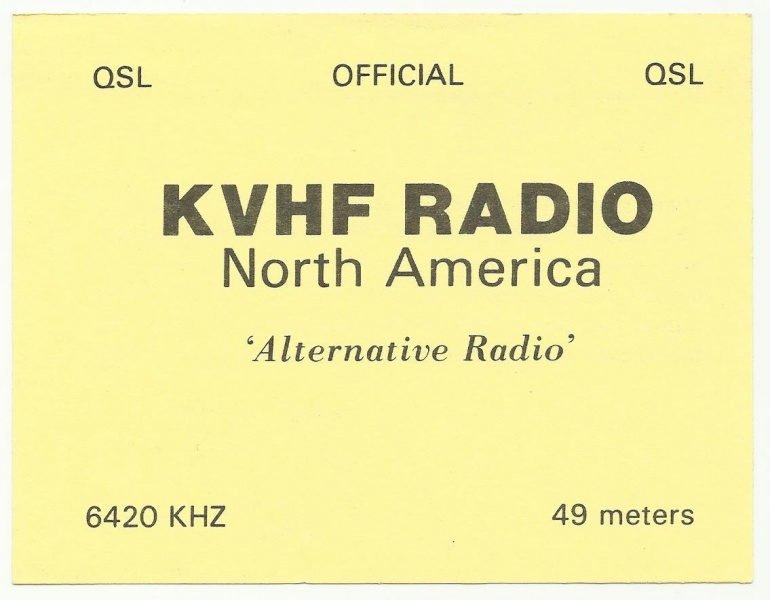 QSL OFFICIAL QSL
KVHF RADIO
North America
‘Alternative Radio’
6420 KHZ 49 meters